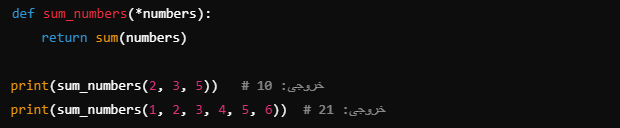 def sum_numbers(*numbers):
    return sum(numbers)
print(sum_numbers(2, 3, 5))   # خروجی: 10
print(sum_numbers(1, 2, 3, 4, 5, 6))  # خروجی: 21